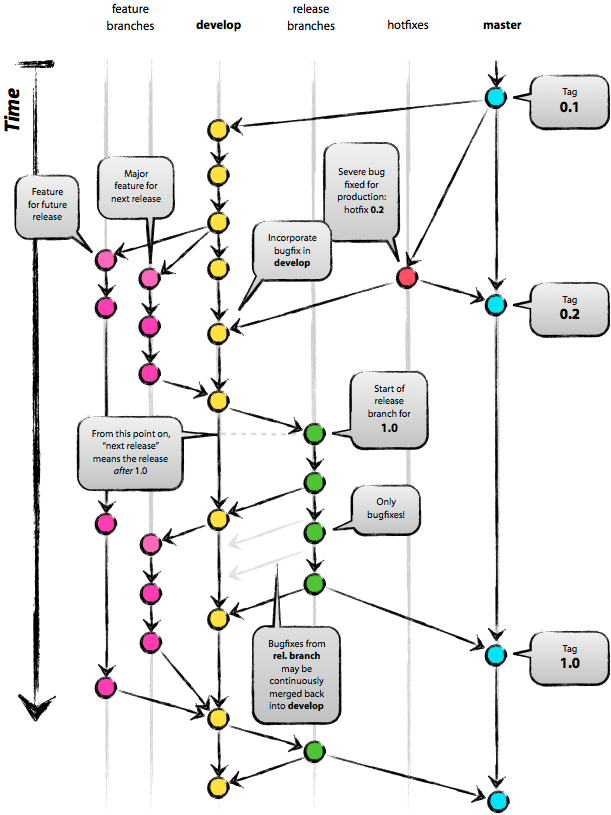 feature
branches
develop
release
branches
hotfixes
master
Time
Tag
0.1
Major
feature for
next release
Feature
for future
release
Severe bug
fixed for
production:
hotfix 0.2
Incorporate
bugfix in
develop
Tag
0.2
Start of
release
branch for
1.0
From this point on,
“next release”
means the release
after 1.0
Only
bugfixes!
Bugfixes from
rel. branch
may be
continuously
merged back
into develop
Tag
1.0